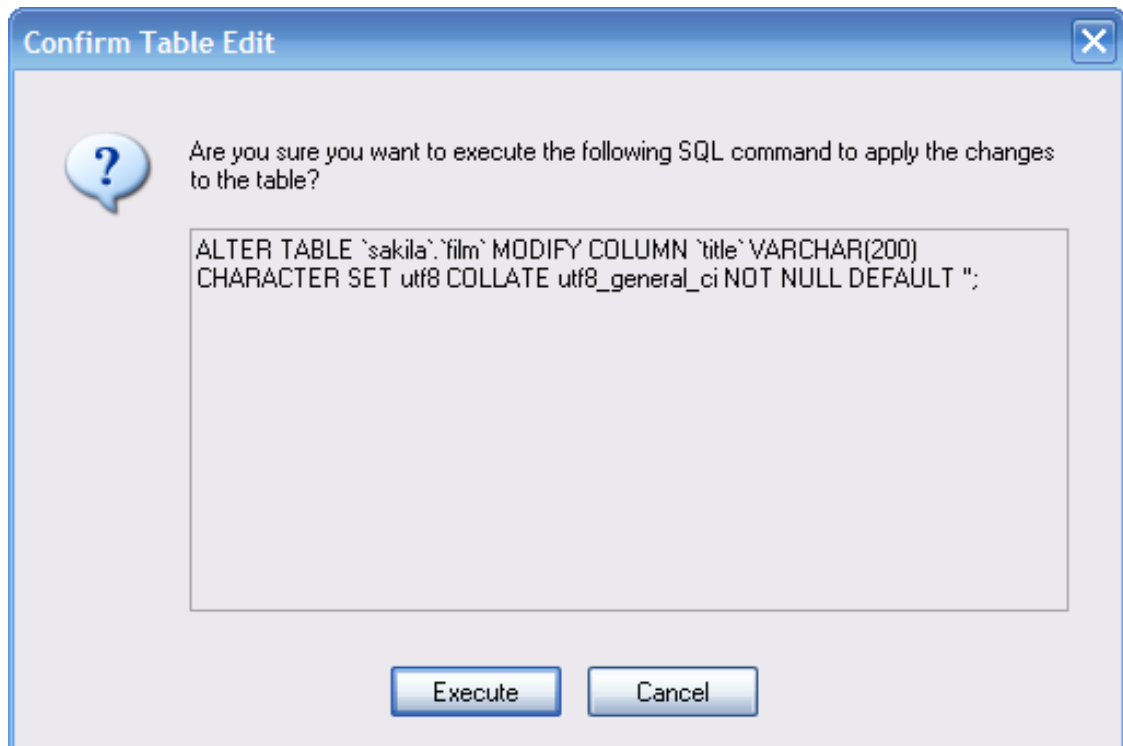 Confirm Table Edit
?
Are you sure you want to execute the following SQL command to apply the changes
to the table?
ALTER TABLE `sakila`.`film` MODIFY COLUMN `title` VARCHAR(200)
CHARACTER SET utf8 COLLATE utf8_general_ci NOT NULL DEFAULT '';
Execute
Cancel